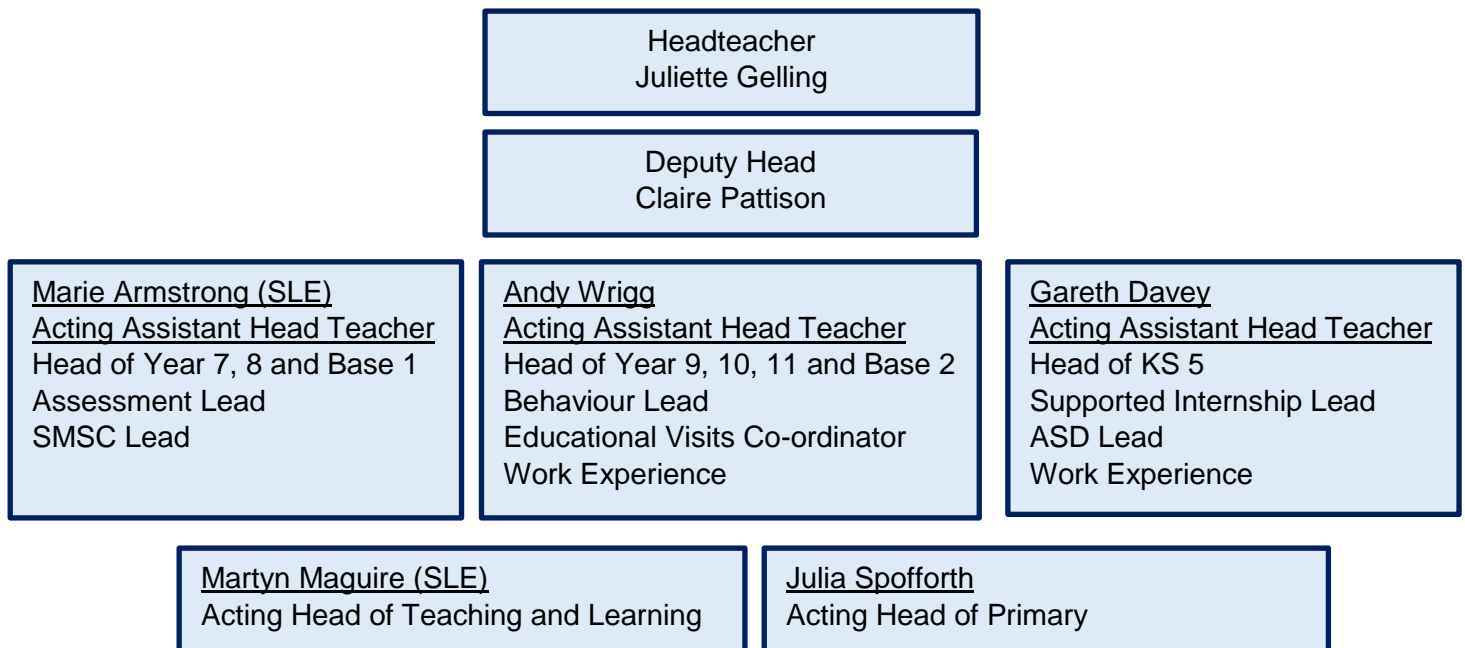 Headteacher
Juliette Gelling
Deputy Head
Claire Pattison
Marie Armstrong (SLE)
Acting Assistant Head Teacher
Head of Year 7, 8 and Base 1
Assessment Lead
SMSC Lead
Andy Wrigg
Acting Assistant Head Teacher
Head of Year 9, 10, 11 and Base 2
Behaviour Lead
Educational Visits Co-ordinator
Work Experience
Gareth Davey
Acting Assistant Head Teacher
Head of KS 5
Supported Internship Lead
ASD Lead
Work Experience
Martyn Maguire (SLE)
Acting Head of Teaching and Learning
Julia Spofforth
Acting Head of Primary